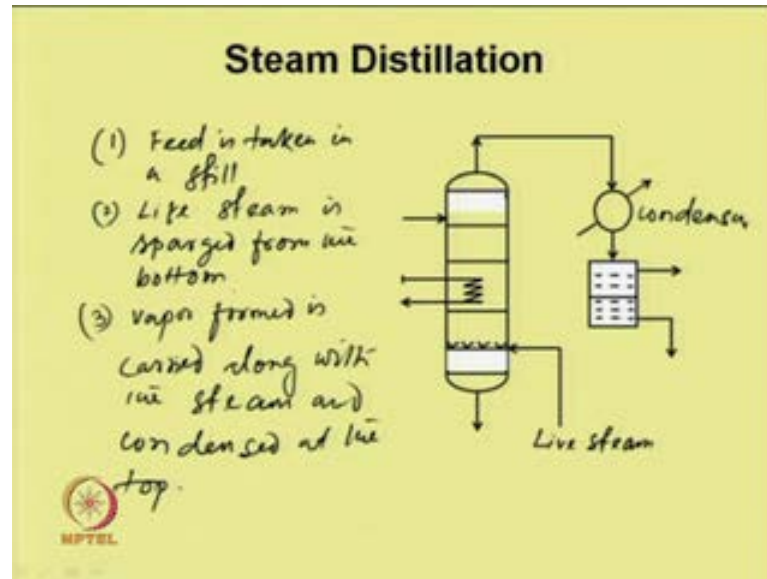 Steam Distillation
(1) Feed is taken in
a still
(2) Life steam is
sparged from the
bottom
(3) vapor formed is
carried along with
the steam and
condensed at the
top.
condenser
Live steam
NPTEL